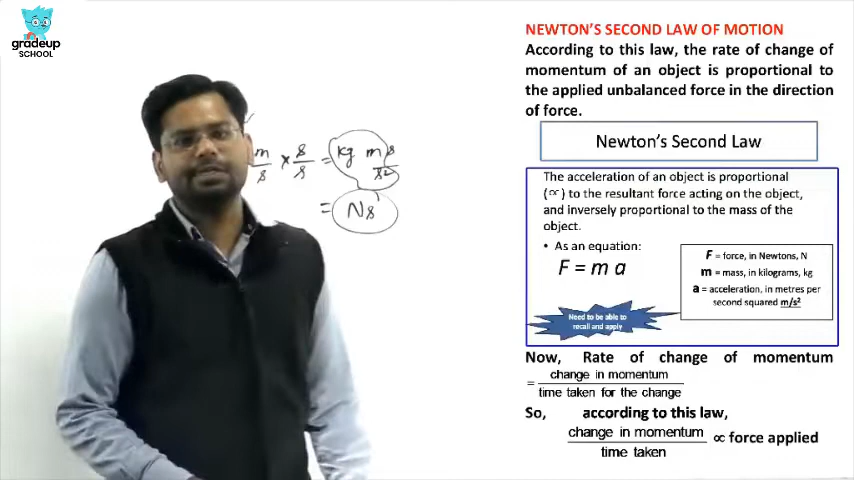 gradeup
SCHOOL
m/s × s/s = kg m s/s²
= Ns
NEWTON'S SECOND LAW OF MOTION
According to this law, the rate of change of
momentum of an object is proportional to
the applied unbalanced force in the direction
of force.
Newton's Second Law
The acceleration of an object is proportional
(∝) to the resultant force acting on the object,
and inversely proportional to the mass of the
object.
• As an equation:
F = m a
F = force, in Newtons, N
m = mass, in kilograms, kg
a = acceleration, in metres per
second squared m/s²
Need to be able to
recall and apply
Now, Rate of change of momentum
= change in momentum / time taken for the change
So, according to this law,
change in momentum / time taken ∝ force applied